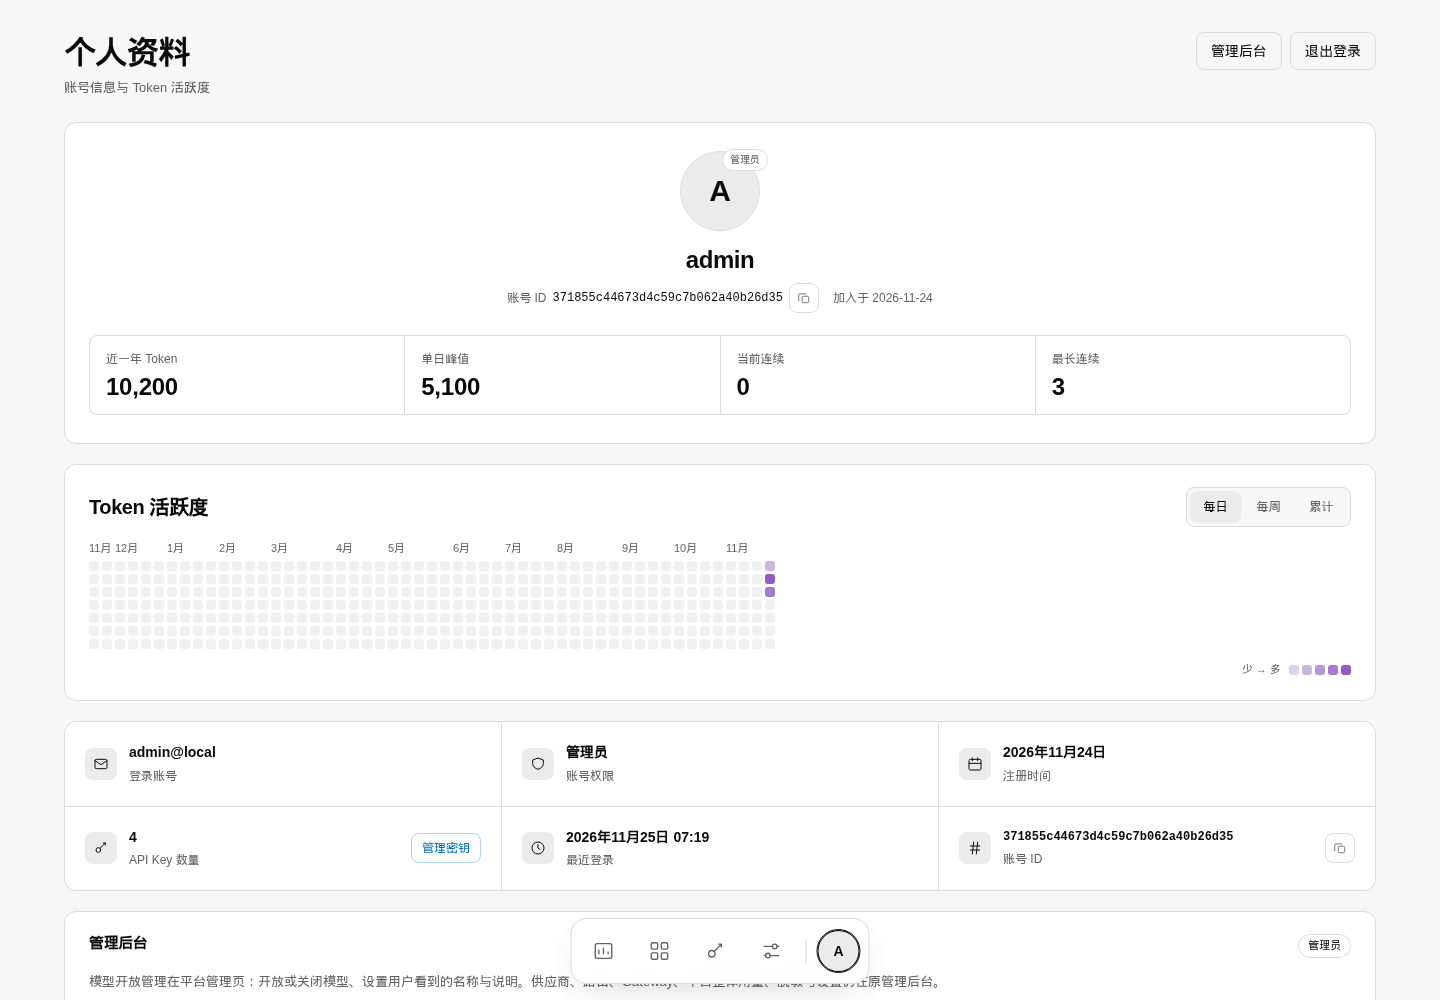 个人资料
账号信息与 Token 活跃度
管理后台
退出登录
管理员
A
admin
账号 ID 371855c44673d4c59c7b062a40b26d35 加入于 2026-11-24
近一年 Token
10,200
单日峰值
5,100
当前连续
0
最长连续
3
Token 活跃度
每日 每周 累计
11月 12月 1月 2月 3月 4月 5月 6月 7月 8月 9月 10月 11月
少 → 多
admin@local
登录账号
管理员
账号权限
2026年11月24日
注册时间
4
API Key 数量
管理密钥
2026年11月25日 07:19
最近登录
371855c44673d4c59c7b062a40b26d35
账号 ID
管理后台
管理员
A
模型开放管理在平台管理页：开放或关闭模型、设置用户看到的名称与说明。供应商、原管理后台。